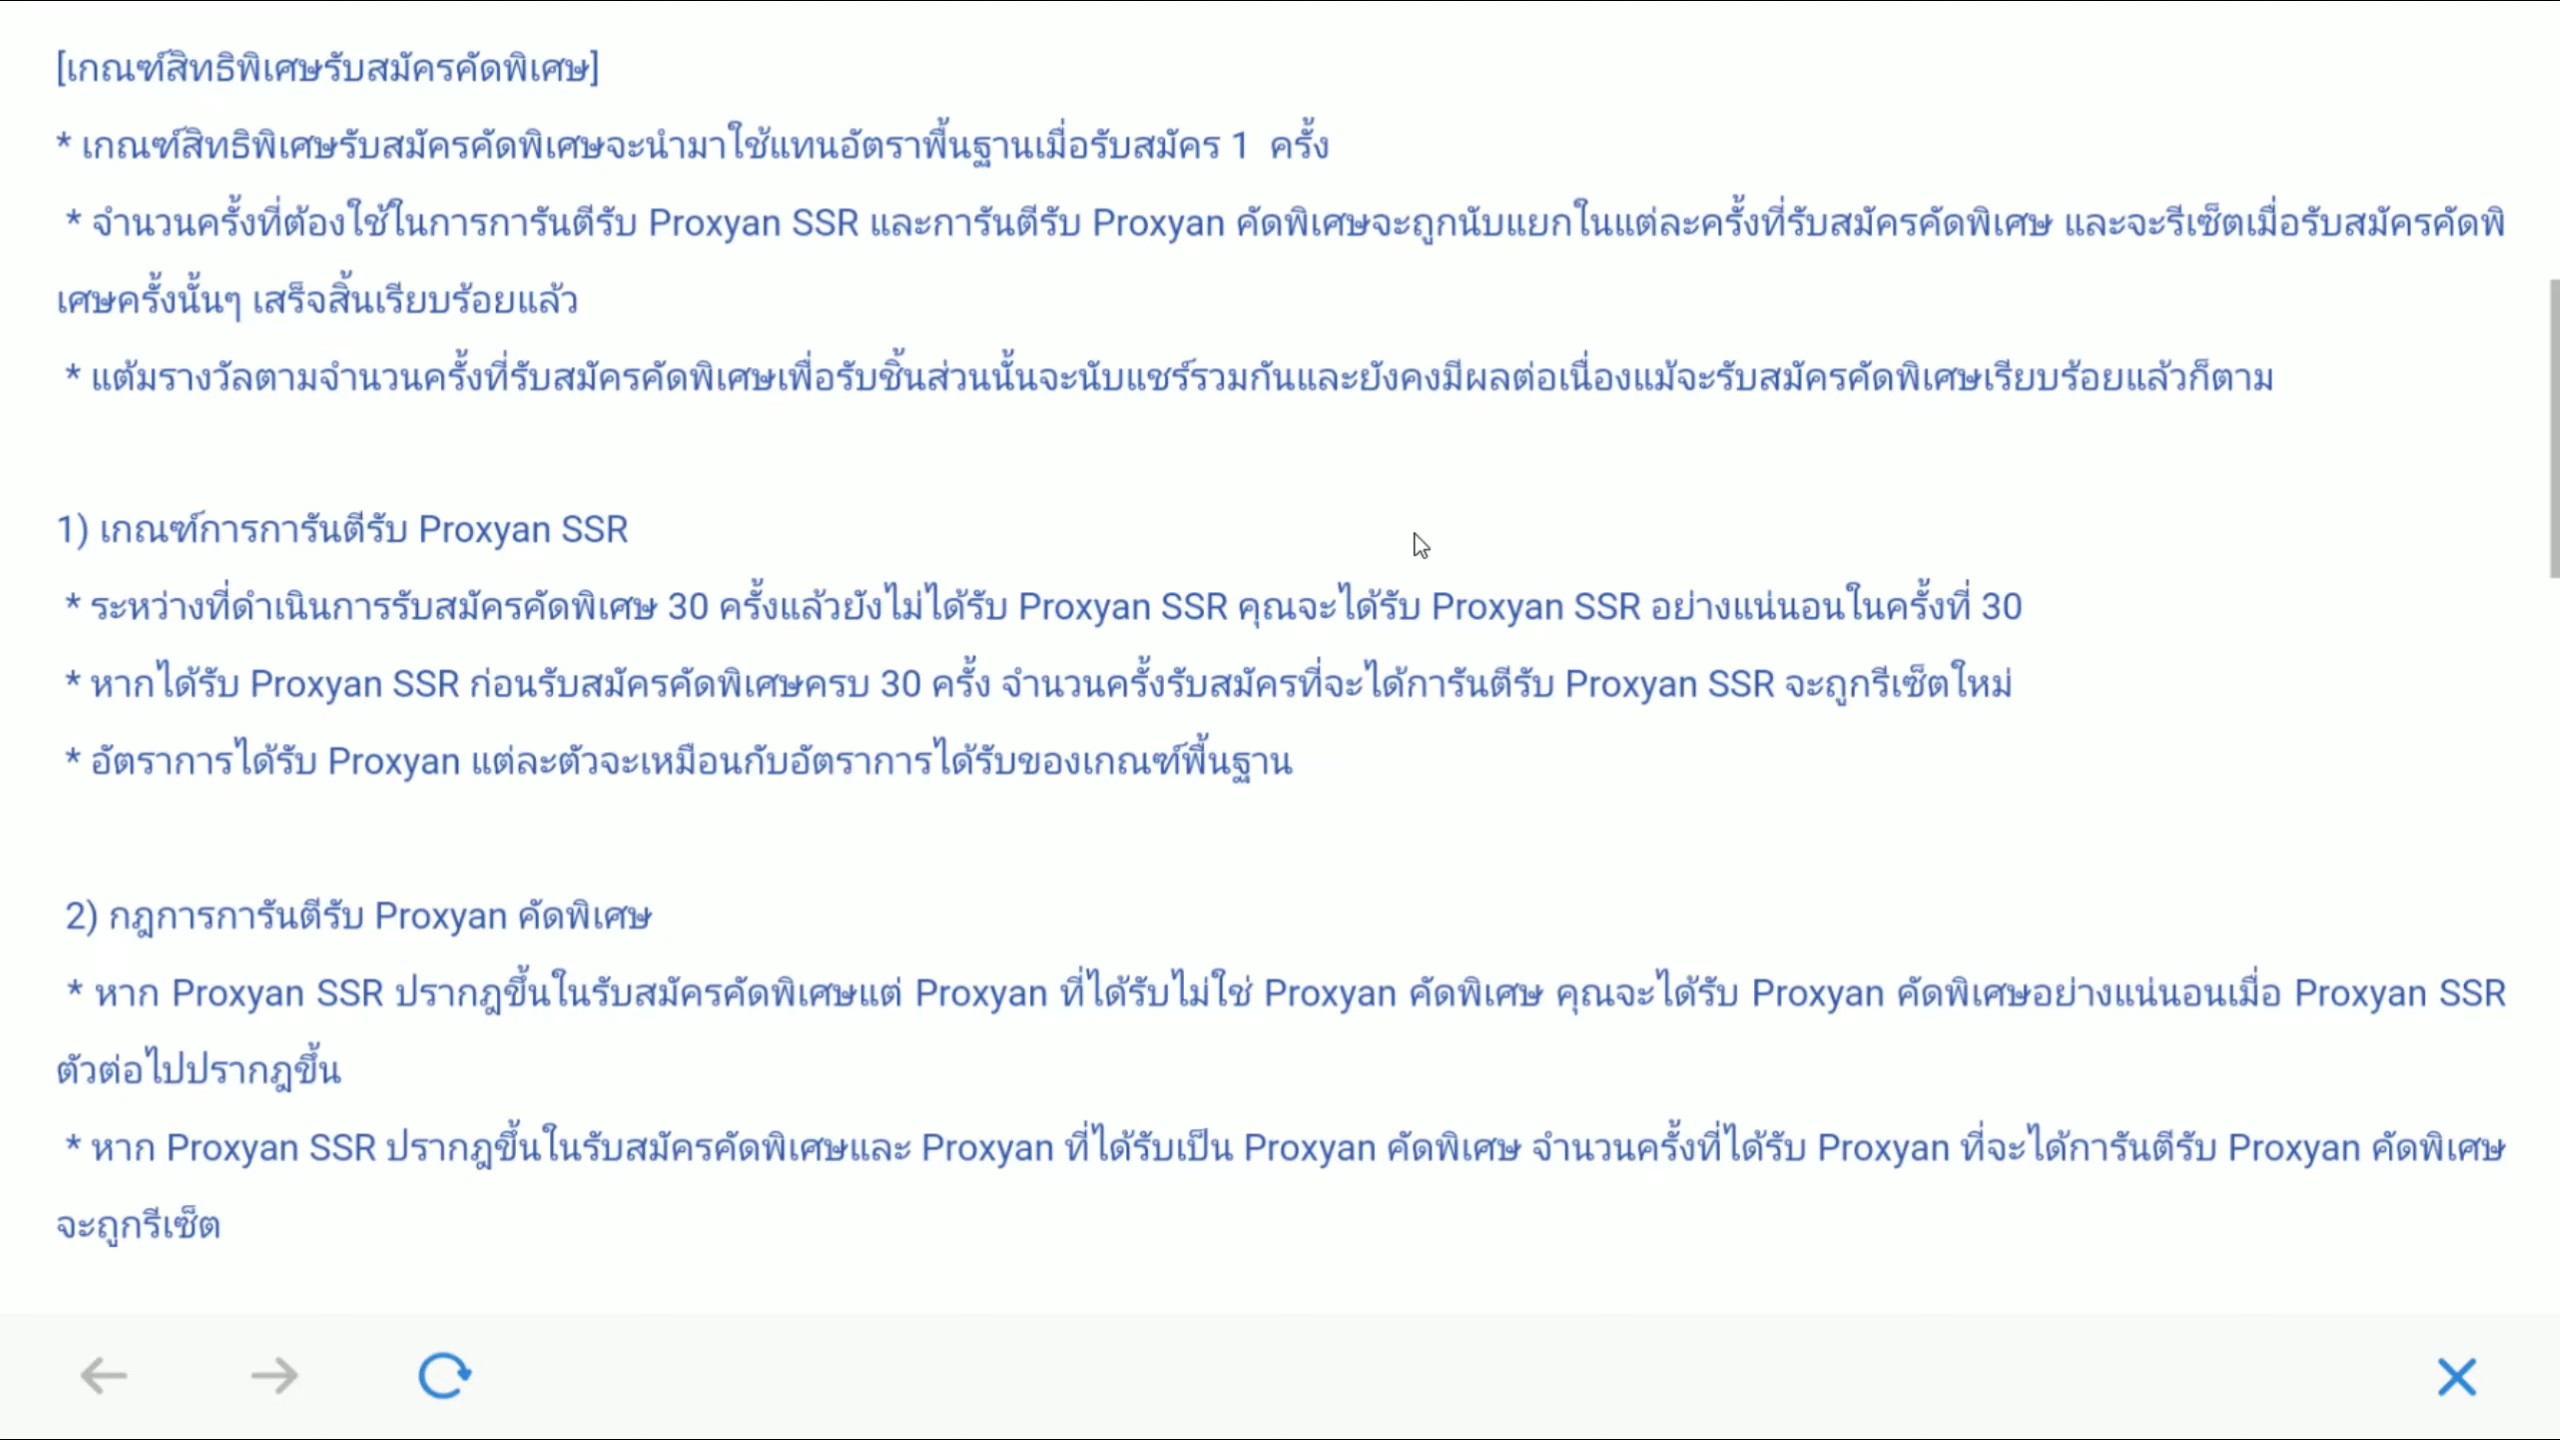 [เกณฑ์สิทธิพิเศษรับสมัครคัดพิเศษ]
* เกณฑ์สิทธิพิเศษรับสมัครคัดพิเศษจะนำมาใช้แทนอัตราพื้นฐานเมื่อรับสมัคร 1 ครั้ง
* จำนวนครั้งที่ต้องใช้ในการการันตีรับ Proxyan SSR และการันตีรับ Proxyan คัดพิเศษจะถูกนับแยกในแต่ละครั้งที่รับสมัครคัดพิเศษ และจะรีเซ็ตเมื่อรับสมัครคัดพิ
เศษครั้งนั้นๆ เสร็จสิ้นเรียบร้อยแล้ว
* แต้มรางวัลตามจำนวนครั้งที่รับสมัครคัดพิเศษเพื่อรับชิ้นส่วนนั้นจะนับแชร์รวมกันและยังคงมีผลต่อเนื่องแม้จะรับสมัครคัดพิเศษเรียบร้อยแล้วก็ตาม
1) เกณฑ์การการันตีรับ Proxyan SSR
* ระหว่างที่ดำเนินการรับสมัครคัดพิเศษ 30 ครั้งแล้วยังไม่ได้รับ Proxyan SSR คุณจะได้รับ Proxyan SSR อย่างแน่นอนในครั้งที่ 30
* หากได้รับ Proxyan SSR ก่อนรับสมัครคัดพิเศษครบ 30 ครั้ง จำนวนครั้งรับสมัครที่จะได้การันตีรับ Proxyan SSR จะถูกรีเซ็ตใหม่
* อัตราการได้รับ Proxyan แต่ละตัวจะเหมือนกับอัตราการได้รับของเกณฑ์พื้นฐาน
2) กฎการการันตีรับ Proxyan คัดพิเศษ
* หาก Proxyan SSR ปรากฎขึ้นในรับสมัครคัดพิเศษแต่ Proxyan ที่ได้รับไม่ใช่ Proxyan คัดพิเศษ คุณจะได้รับ Proxyan คัดพิเศษอย่างแน่นอนเมื่อ Proxyan SSR
ตัวต่อไปปรากฎขึ้น
* หาก Proxyan SSR ปรากฎขึ้นในรับสมัครคัดพิเศษและ Proxyan ที่ได้รับเป็น Proxyan คัดพิเศษ จำนวนครั้งที่ได้รับ Proxyan ที่จะได้การันตีรับ Proxyan คัดพิเศษ
จะถูกรีเซ็ต